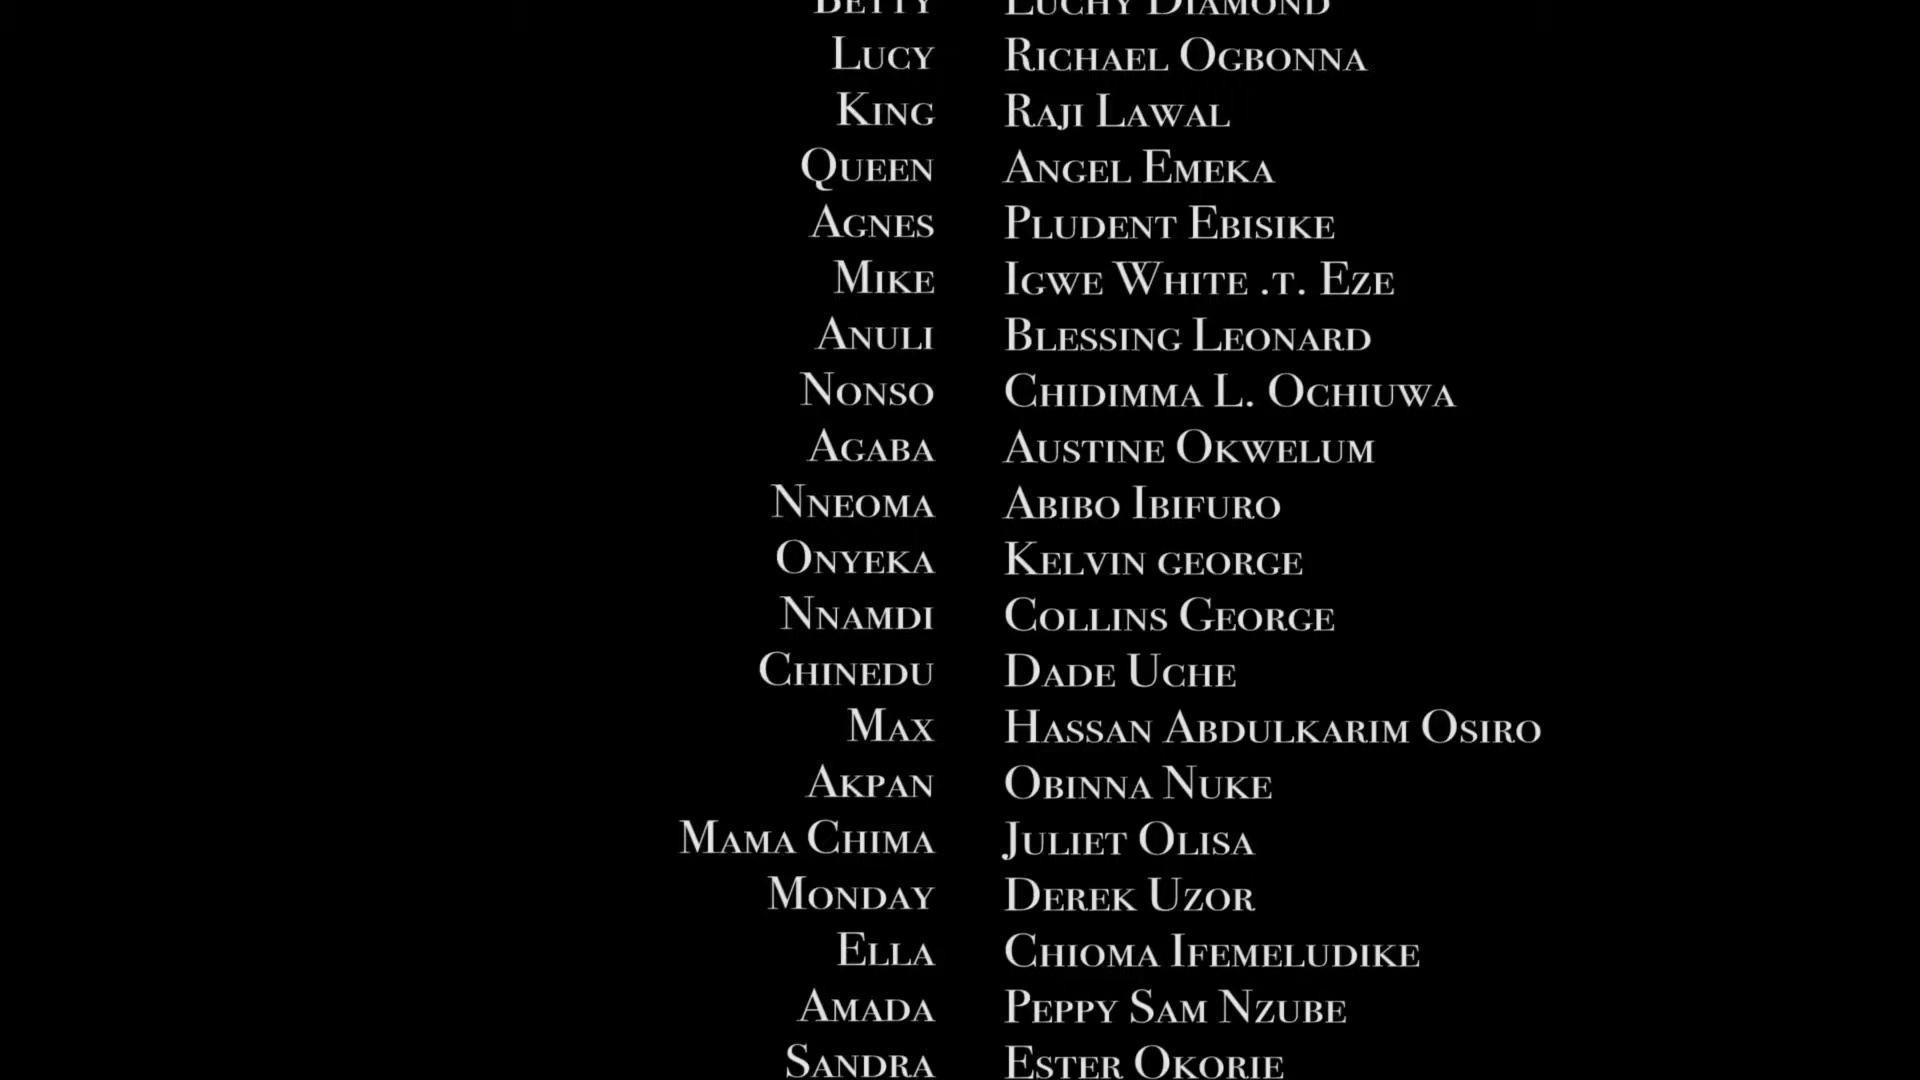 Betty Luchy Diamond
Lucy Richael Ogbonna
King Raji Lawal
Queen Angel Emeka
Agnes Pludent Ebisike
Mike Igwe White .t. Eze
Anuli Blessing Leonard
Nonso Chidimma L. Ochiuwa
Agaba Austine Okwelum
Nneoma Abibo Ibifuro
Onyeka Kelvin george
Nnamdi Collins George
Chinedu Dade Uche
Max Hassan Abdulkarim Osiro
Akpan Obinna Nuke
Mama Chima Juliet Olisa
Monday Derek Uzor
Ella Chioma Ifemeludike
Amada Peppy Sam Nzube
Sandra Ester Okorie